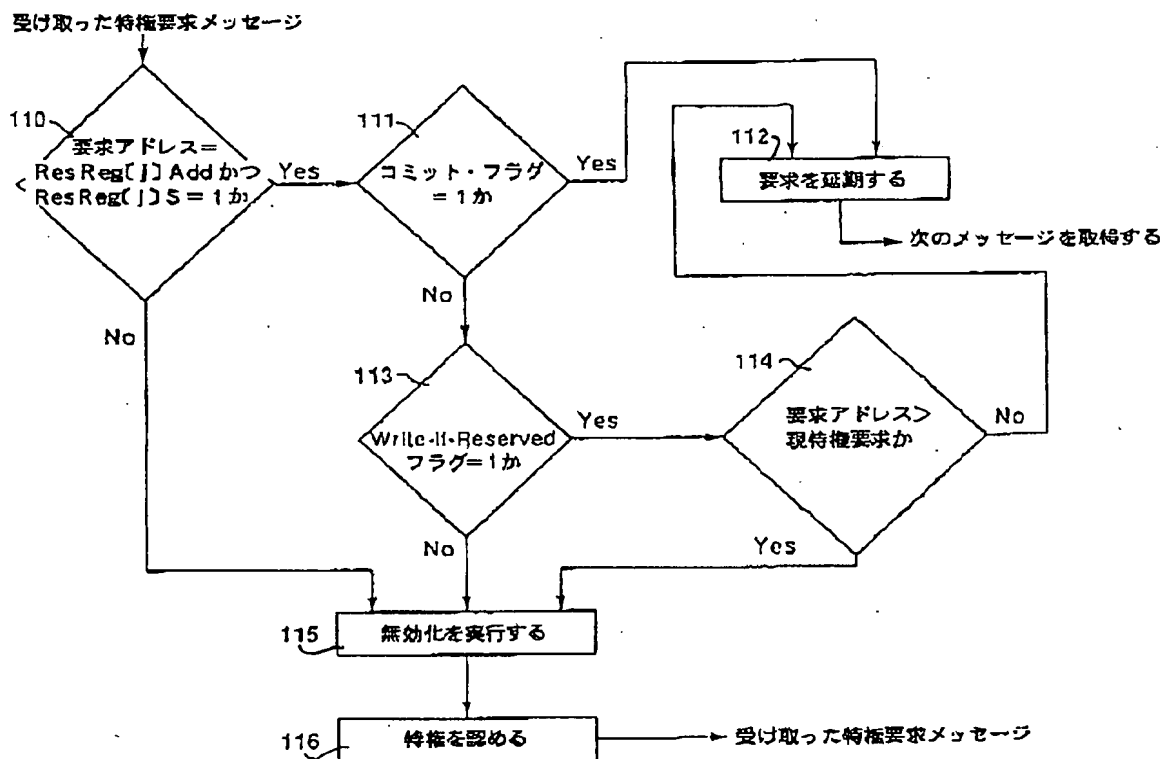 受け取った特権要求メッセージ
110
要求アドレス=
ResReg[j]Addかつ
ResReg[j]S=1か
Yes
No
111
コミット・フラグ
=1か
Yes
No
112
要求を延期する
次のメッセージを取得する
113
Write-If-Reserved
フラグ=1か
Yes
No
114
要求アドレス>
現特権要求か
No
Yes
115
無効化を実行する
116
特権を認める
受け取った特権要求メッセージ